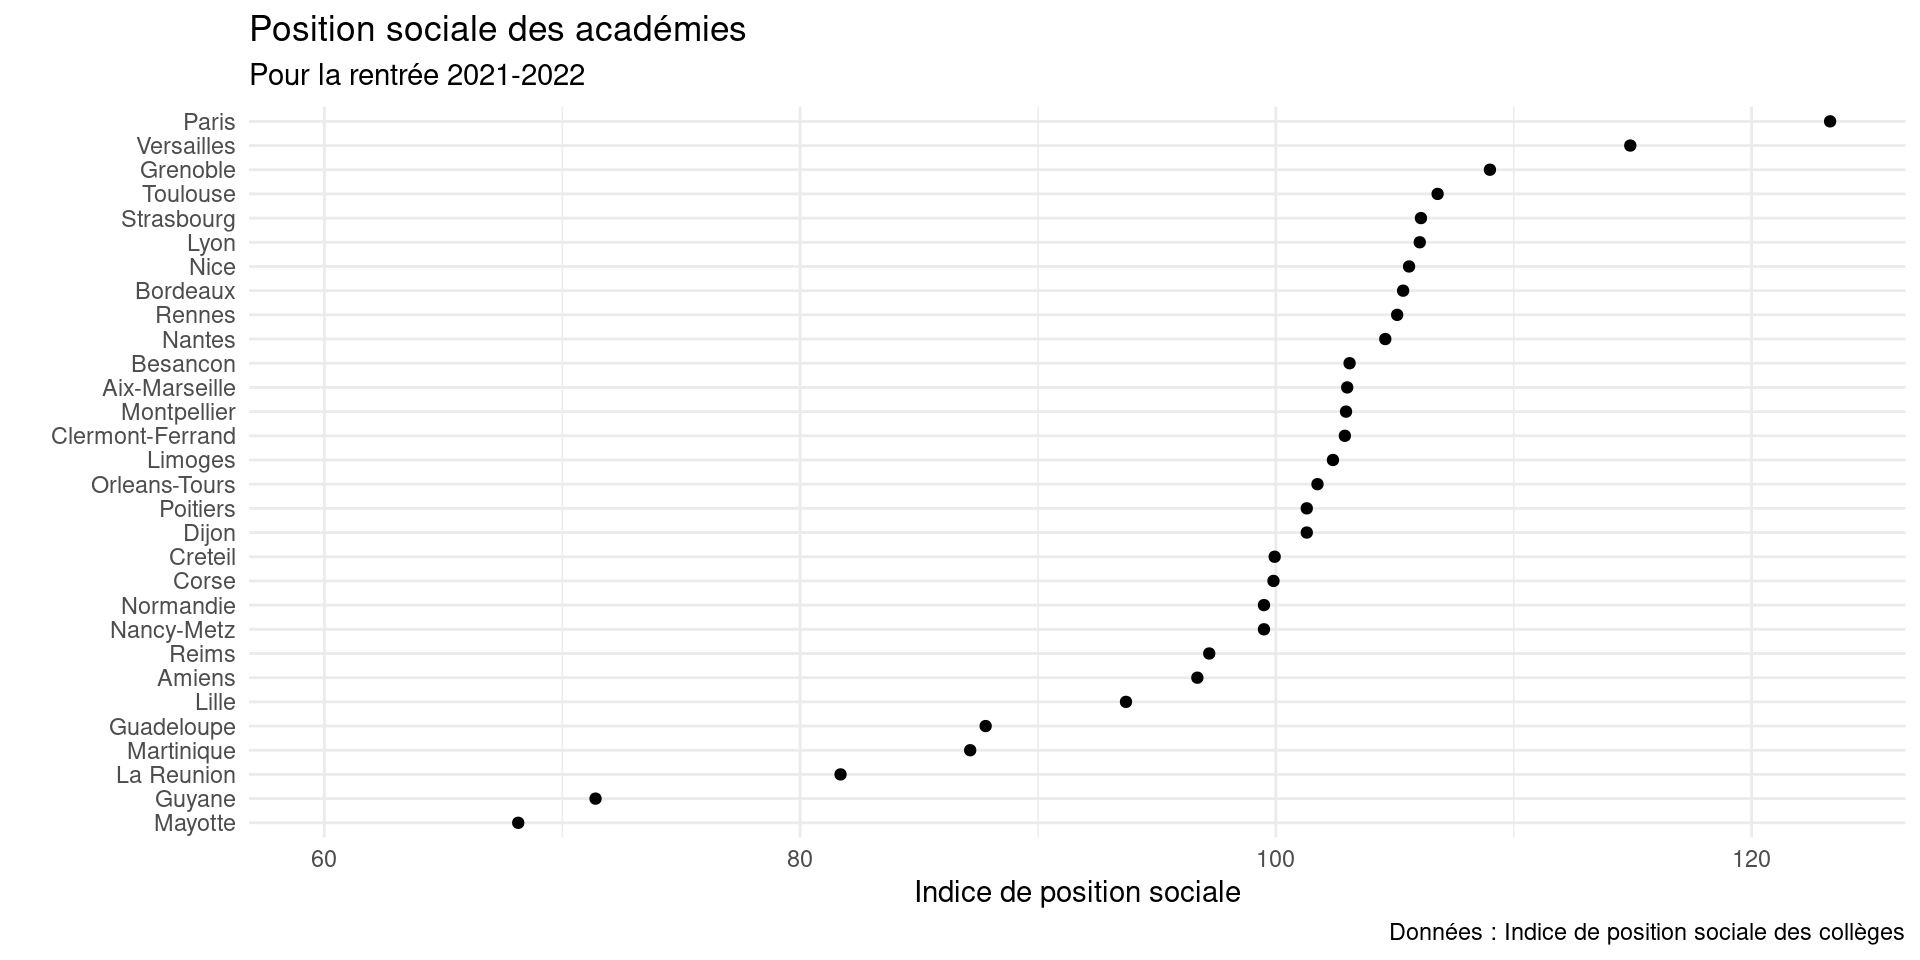 Position sociale des académies
Pour la rentrée 2021-2022
Paris
Versailles
Grenoble
Toulouse
Strasbourg
Lyon
Nice
Bordeaux
Rennes
Nantes
Besancon
Aix-Marseille
Montpellier
Clermont-Ferrand
Limoges
Orleans-Tours
Poitiers
Dijon
Creteil
Corse
Normandie
Nancy-Metz
Reims
Amiens
Lille
Guadeloupe
Martinique
La Reunion
Guyane
Mayotte
60 80 100 120
Indice de position sociale
Données : Indice de position sociale des collèges